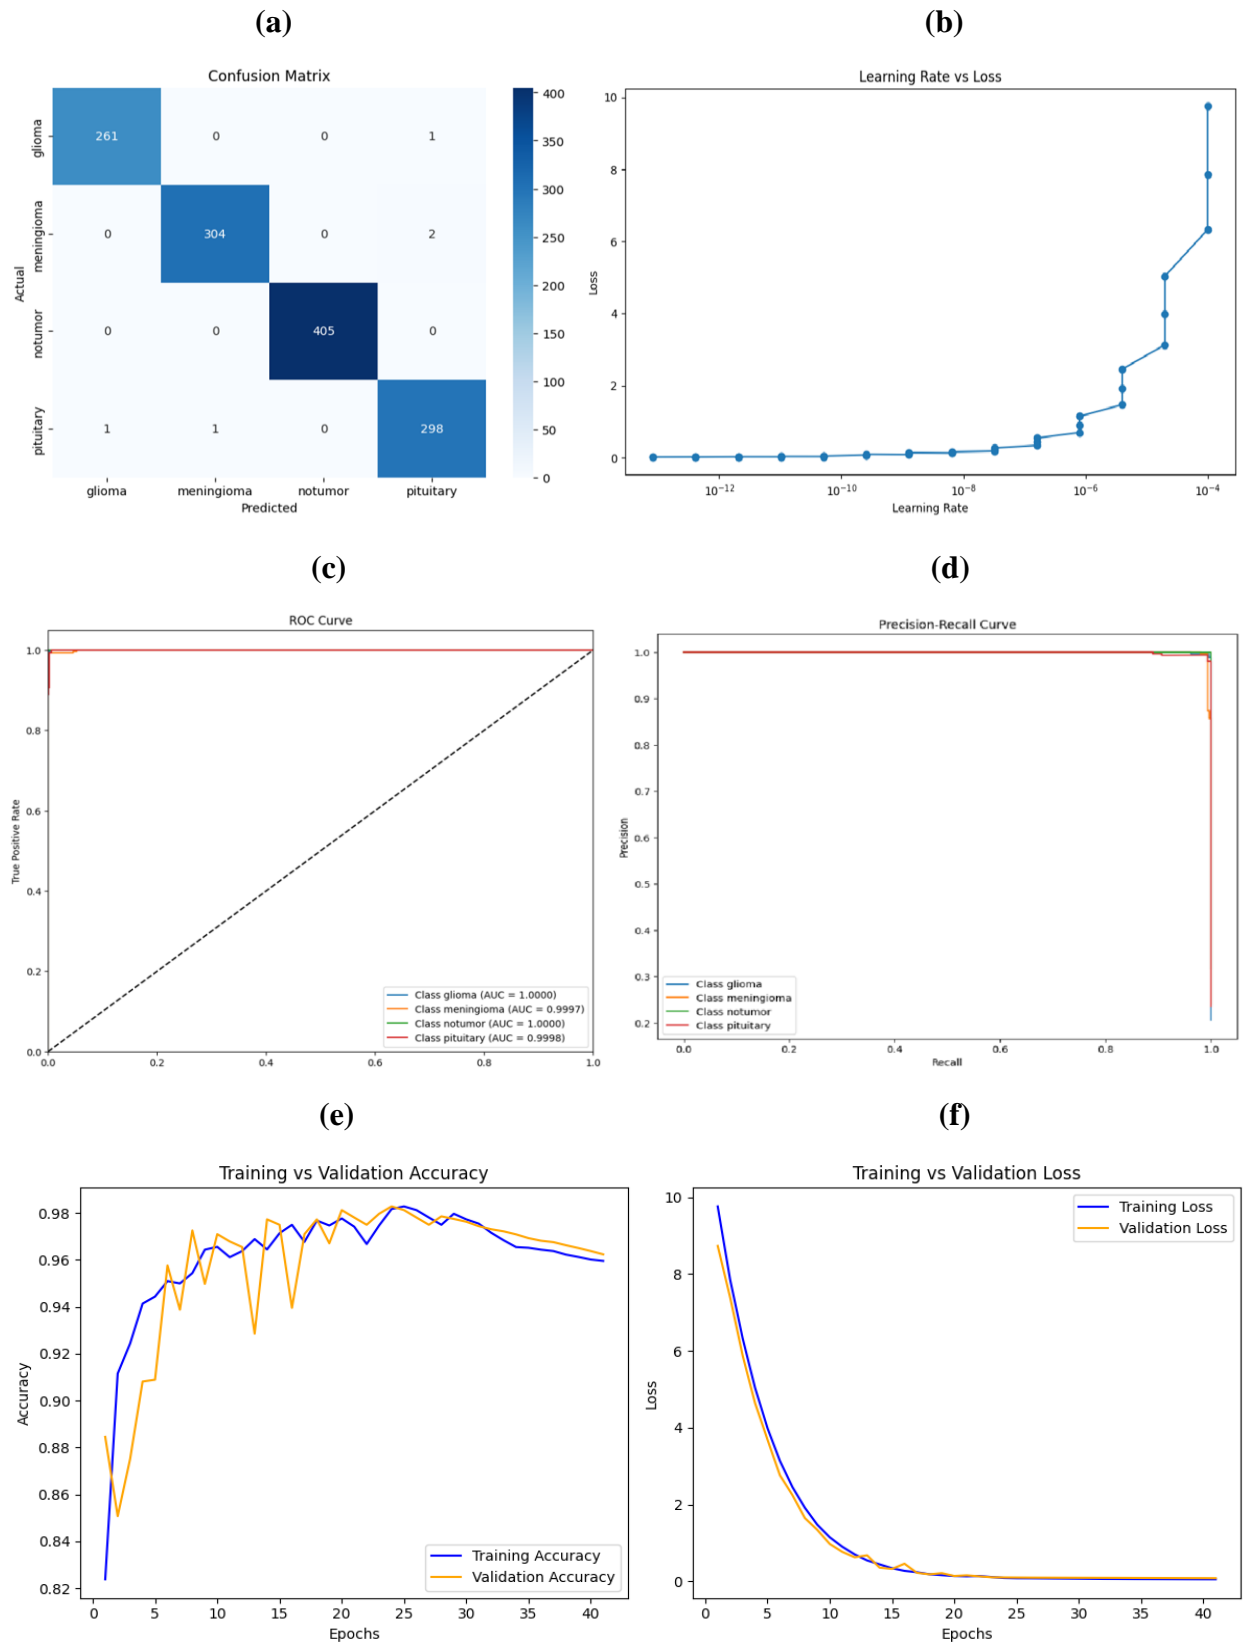 (a)
Confusion Matrix
glioma
meningioma
notumor
pituitary
Actual
261 0 0 1
0 304 0 2
0 0 405 0
1 1 0 298
glioma meningioma notumor pituitary
Predicted
400
350
300
250
200
150
100
50
0
(b)
Learning Rate vs Loss
10
8
6
4
2
0
Loss
10⁻¹² 10⁻¹⁰ 10⁻⁸ 10⁻⁶ 10⁻⁴
Learning Rate
(c)
ROC Curve
1.0
0.8
0.6
0.4
0.2
0.0
True Positive Rate
0.0 0.2 0.4 0.6 0.8 1.0
Class glioma (AUC = 1.0000)
Class meningioma (AUC = 0.9997)
Class notumor (AUC = 1.0000)
Class pituitary (AUC = 0.9998)
(d)
Precision-Recall Curve
1.0
0.9
0.8
0.7
0.6
0.5
0.4
0.3
0.2
Precision
Class glioma
Class meningioma
Class notumor
Class pituitary
0.0 0.2 0.4 0.6 0.8 1.0
Recall
(e)
Training vs Validation Accuracy
0.98
0.96
0.94
0.92
0.90
0.88
0.86
0.84
0.82
Accuracy
Training Accuracy
Validation Accuracy
0 5 10 15 20 25 30 35 40
Epochs
(f)
Training vs Validation Loss
10
8
6
4
2
0
Loss
Training Loss
Validation Loss
0 5 10 15 20 25 30 35 40
Epochs